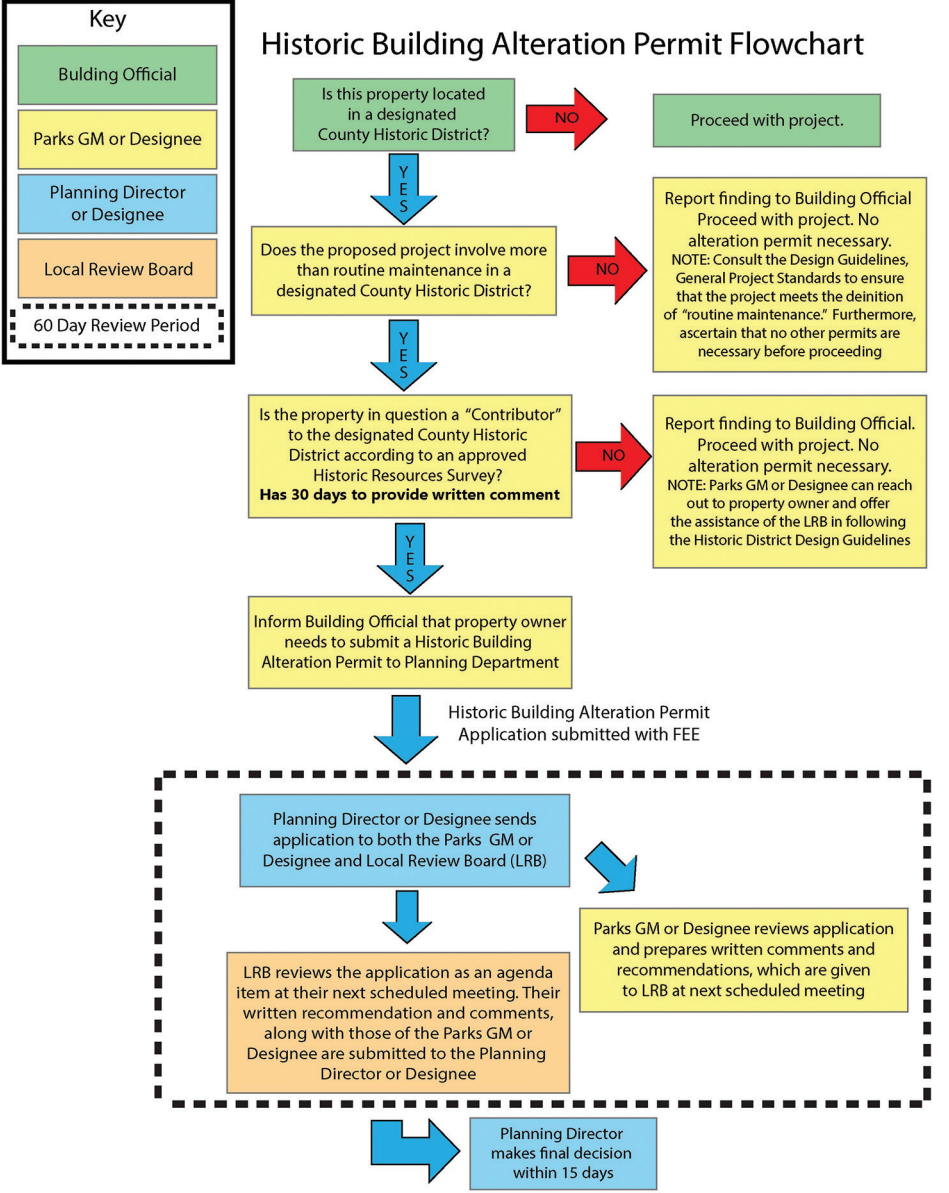 Key
Bulding Official
Parks GM or Designee
Planning Director
or Designee
Local Review Board
60 Day Review Period
Historic Building Alteration Permit Flowchart
Is this property located
in a designated
County Historic District?
NO
Proceed with project.
YES
Does the proposed project involve more
than routine maintenance in a
designated County Historic District?
NO
Report finding to Building Official
Proceed with project. No
alteration permit necessary.
NOTE: Consult the Design Guidelines,
General Project Standards to ensure
that the project meets the deinition
of “routine maintenance.” Furthermore,
ascertain that no other permits are
necessary before proceeding
YES
Is the property in question a “Contributor”
to the designated County Historic
District according to an approved
Historic Resources Survey?
Has 30 days to provide written comment
NO
Report finding to Building Official.
Proceed with project. No
alteration permit necessary.
NOTE: Parks GM or Designee can reach
out to property owner and offer
the assistance of the LRB in following
the Historic District Design Guidelines
YES
Inform Building Official that property owner
needs to submit a Historic Building
Alteration Permit to Planning Department
Historic Building Alteration Permit
Application submitted with FEE
Planning Director or Designee sends
application to both the Parks GM or
Designee and Local Review Board (LRB)
Parks GM or Designee reviews application
and prepares written comments and
recommendations, which are given
to LRB at next scheduled meeting
LRB reviews the application as an agenda
item at their next scheduled meeting. Their
written recommendation and comments,
along with those of the Parks GM or
Designee are submitted to the Planning
Director or Designee
Planning Director
makes final decision
within 15 days